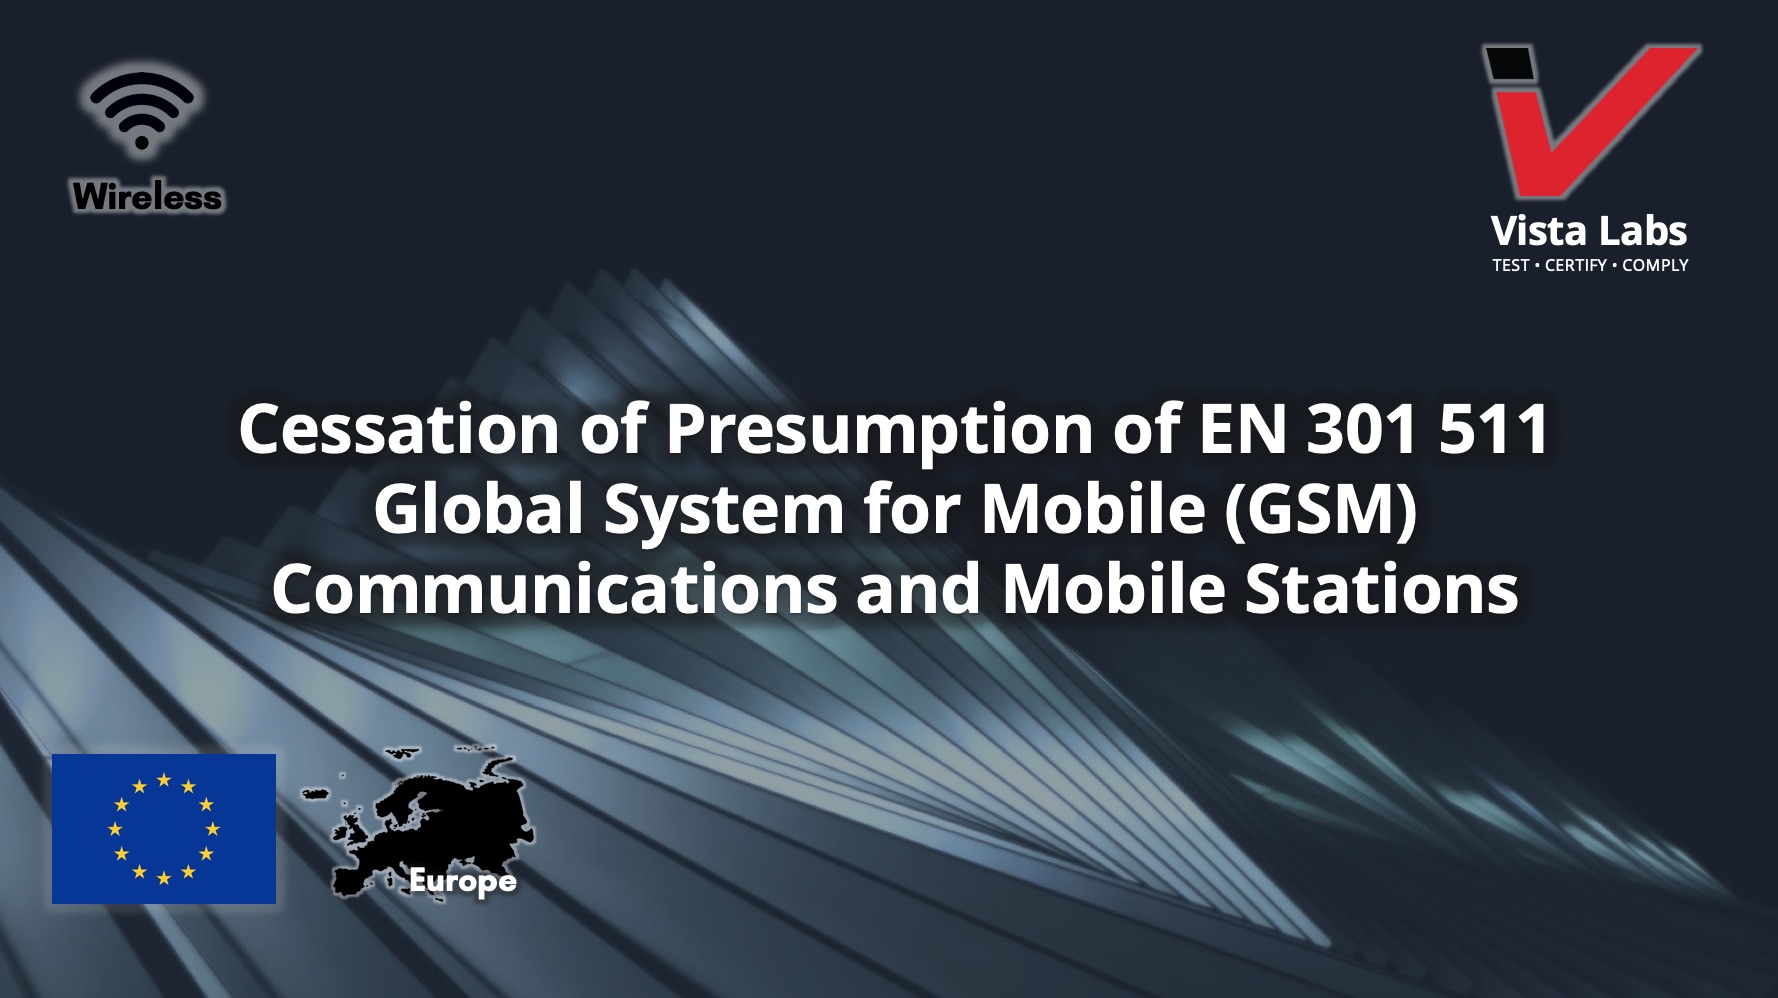 Wireless
Vista Labs
TEST • CERTIFY • COMPLY
Cessation of Presumption of EN 301 511
Global System for Mobile (GSM)
Communications and Mobile Stations
Europe